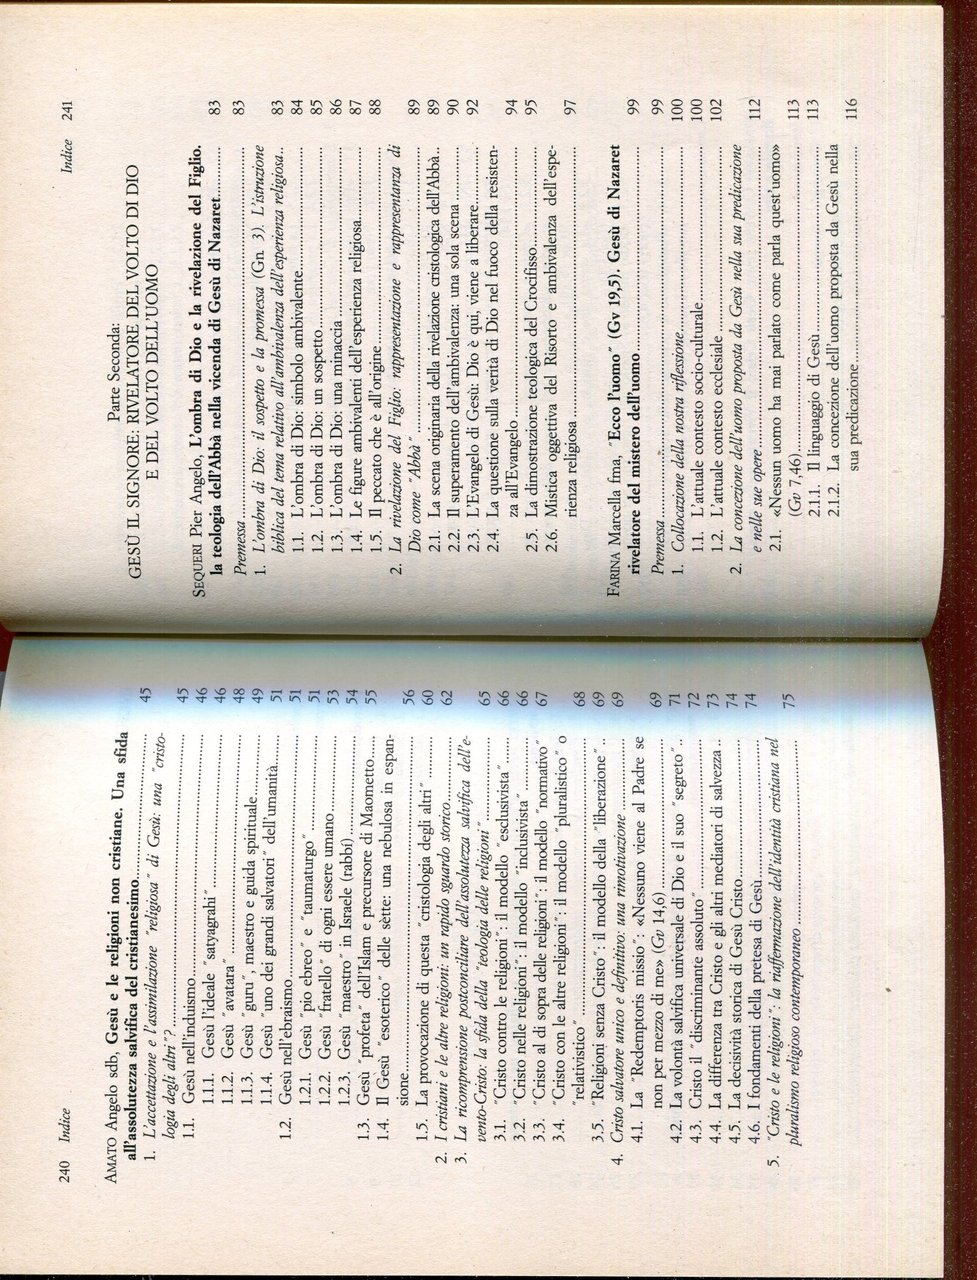 240 Indice
AMATO Angelo sdb, Gesù e le religioni non cristiane. Una sfida
all'assolutezza salvifica del cristianesimo 45
1. L'accettazione e l'assimilazione "religiosa" di Gesù: una "cristo-
logia degli altri"? 45
1.1. Gesù nell'induismo 46
1.1.1. Gesù l'ideale "satyagrahi" 46
1.1.2. Gesù "avatara" 48
1.1.3. Gesù "guru", maestro e guida spirituale 49
1.1.4. Gesù uno dei grandi salvatori" dell'umanità 51
1.2. Gesù nell'ebraismo 51
1.2.1. Gesù "pio ebreo" e "taumaturgo" 51
1.2.2. Gesù "fratello" di ogni essere umano 53
1.2.3. Gesù "maestro" in Israele (rabbi) 54
1.3. Gesù "profeta" dell'Islam e precursore di Maometto 55
1.4. Il Gesù "esoterico" delle sètte: una nebulosa in espan-
sione 56
1.5. La provocazione di questa "cristologia degli altri" 60
2. I cristiani e le altre religioni: un rapido sguardo storico 62
3. La ricomprensione postconciliare dell'assolutezza salvifica dell'e-
vento-Cristo: la sfida della "teologia delle religioni" 65
3.1. "Cristo contro le religioni": il modello "esclusivista" 66
3.2. "Cristo nelle religioni": il modello "inclusivista" 66
3.3. "Cristo al di sopra delle religioni": il modello "normativo" 67
3.4. "Cristo con le altre religioni": il modello "pluralistico" o
"relativistico" 68
3.5. "Religioni senza Cristo": il modello della "liberazione" 69
4. Cristo salvatore unico e definitivo: una rimotivazione 69
4.1. La "Redemptoris missio": «Nessuno viene al Padre se
non per mezzo di me» (Gv 14,6) 69
4.2. La volontà salvifica universale di Dio e il suo "segreto" 71
4.3. Cristo il "discriminante assoluto" 72
4.4. La differenza tra Cristo e gli altri mediatori di salvezza 73
4.5. La decisività storica di Gesù Cristo 74
4.6. I fondamenti della pretesa di Gesù 74
5. "Cristo e le religioni": la riaffermazione dell'identità cristiana nel
pluralismo religioso contemporaneo 75
Indice 241
Parte Seconda:
GESÙ IL SIGNORE: RIVELATORE DEL VOLTO DI DIO
E DEL VOLTO DELL'UOMO
SEQUERI Pier Angelo, L'ombra di Dio e la rivelazione del Figlio.
la teologia dell'Abbà nella vicenda di Gesù di Nazaret 83
Premessa 83
1. L'ombra di Dio: il sospetto e la promessa (Gn. 3). L'istruzione
biblica del tema relativo all'ambivalenza dell'esperienza religiosa 83
1.1. L'ombra di Dio: simbolo ambivalente 84
1.2. L'ombra di Dio: un sospetto 85
1.3. L'ombra di Dio: una minaccia 86
1.4. Le figure ambivalenti dell'esperienza religiosa 87
1.5. Il peccato che è all'origine 88
2. La rivelazione del Figlio: rappresentazione e rappresentanza di
Dio come "Abbà" 89
2.1. La scena originaria della rivelazione cristologica dell'Abbà 89
2.2. Il superamento dell'ambivalenza: una sola scena 90
2.3. L'Evangelo di Gesù: Dio è qui, viene a liberare 92
2.4. La questione sulla verità di Dio nel fuoco della resisten-
za all'Evangelo 94
2.5. La dimostrazione teologica del Crocifisso 95
2.6. Mistica oggettiva del Risorto e ambivalenza dell'espe-
rienza religiosa 97
FARINA Marcella fma, "Ecco l'uomo" (Gv 19,5). Gesù di Nazaret
rivelatore del mistero dell'uomo 99
Premessa 99
1. Collocazione della nostra riflessione 100
1.1. L'attuale contesto socio-culturale 100
1.2. L'attuale contesto ecclesiale 102
2. La concezione dell'uomo proposta da Gesù nella sua predicazione
e nelle sue opere 112
2.1. «Nessun uomo ha mai parlato come parla quest'uomo»
(Gv 7,46) 113
2.1.1. Il linguaggio di Gesù 113
2.1.2. La concezione dell'uomo proposta da Gesù nella
sua predicazione 116